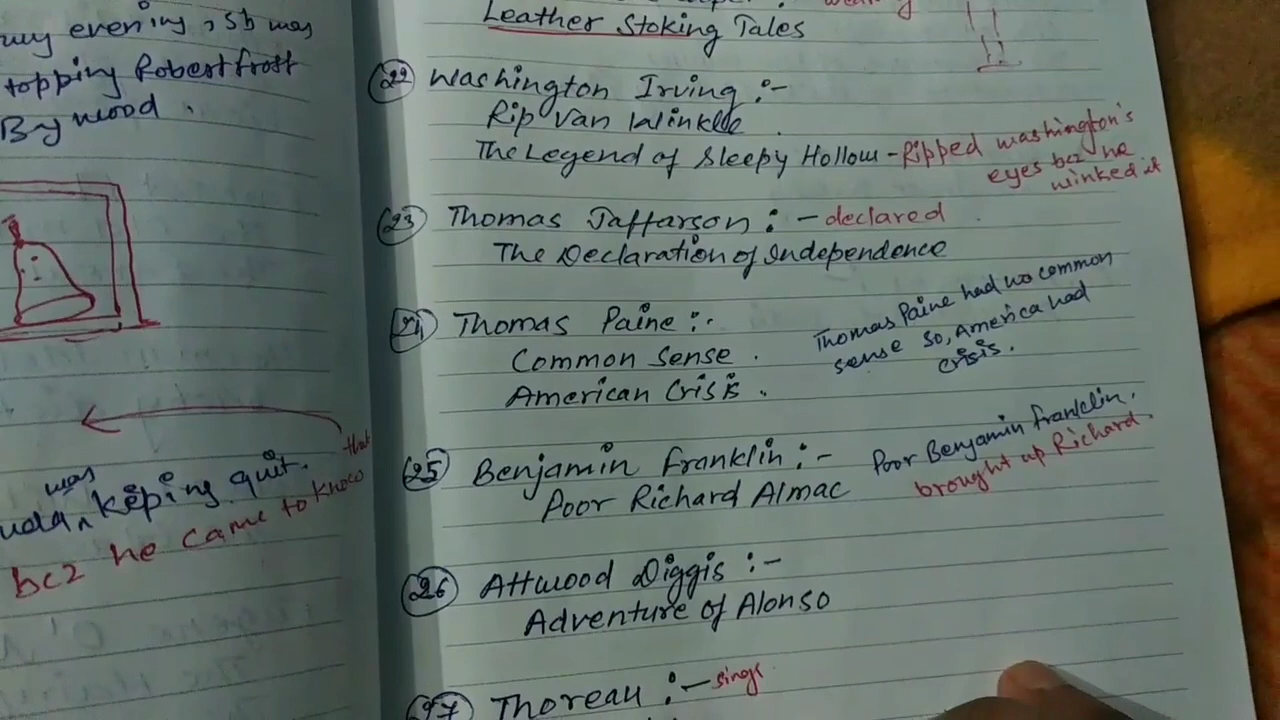 evening, sb was
topping Robert frost
By wood.
was
keeping quit. that
bcz he came to know
Leather Stoking Tales
22 Washington Irving :-
Rip Van Winkle.
The Legend of Sleepy Hollow - Ripped washington's
eyes bcz he
winked it
23 Thomas Jaffarson : - declared
The Declaration of Independence
24 Thomas Paine :-
Common Sense.
American Crisis.
Thomas Paine had no common
sense so, America had
crisis.
25 Benjamin Franklin :-
Poor Richard Almac
Poor Benjamin franklin.
brought up Richard.
26 Attwood Diggis :-
Adventure of Alonso
27 Thoreau :- sings